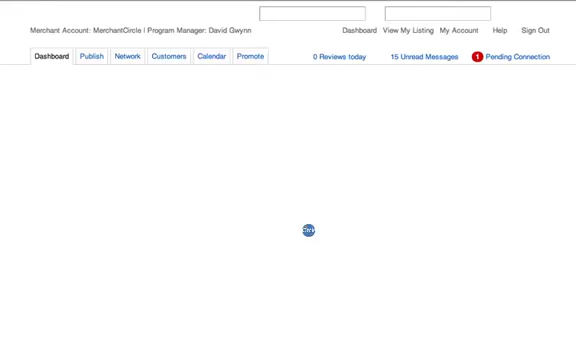 Merchant Account: MerchantCircle | Program Manager: David Gwynn
Dashboard View My Listing My Account Help Sign Out
Dashboard Publish Network Customers Calendar Promote
0 Reviews today 15 Unread Messages 1 Pending Connection